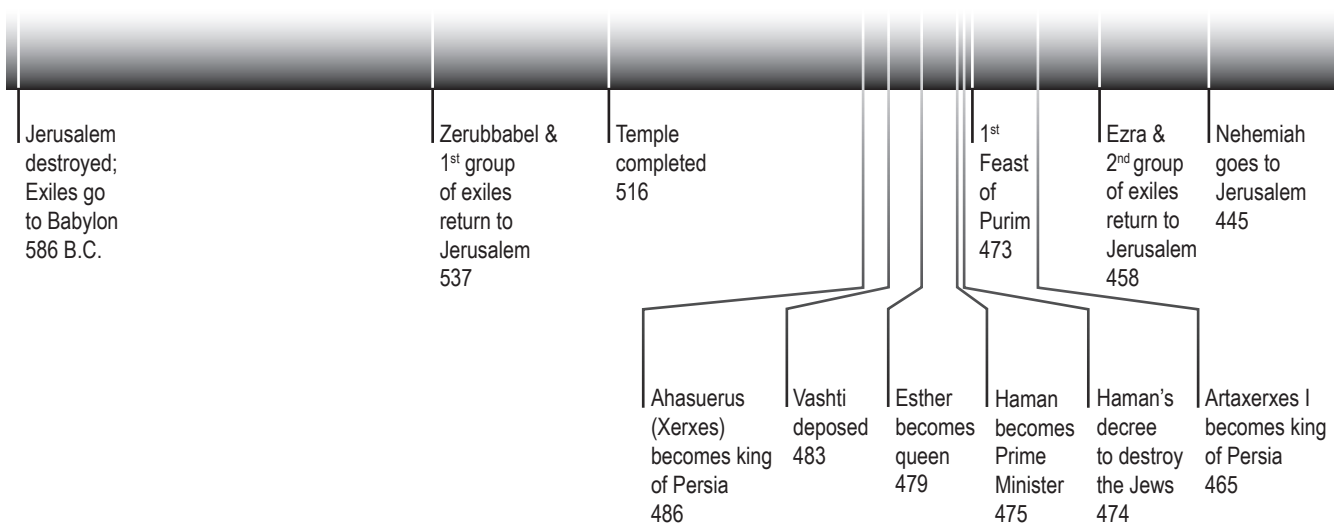 Jerusalem
destroyed;
Exiles go
to Babylon
586 B.C.
Zerubbabel &
1st group
of exiles
return to
Jerusalem
537
Temple
completed
516
1st
Feast
of
Purim
473
Ezra &
2nd group
of exiles
return to
Jerusalem
458
Nehemiah
goes to
Jerusalem
445
Ahasuerus
(Xerxes)
becomes king
of Persia
486
Vashti
deposed
483
Esther
becomes
queen
479
Haman
becomes
Prime
Minister
475
Haman’s
decree
to destroy
the Jews
474
Artaxerxes I
becomes king
of Persia
465